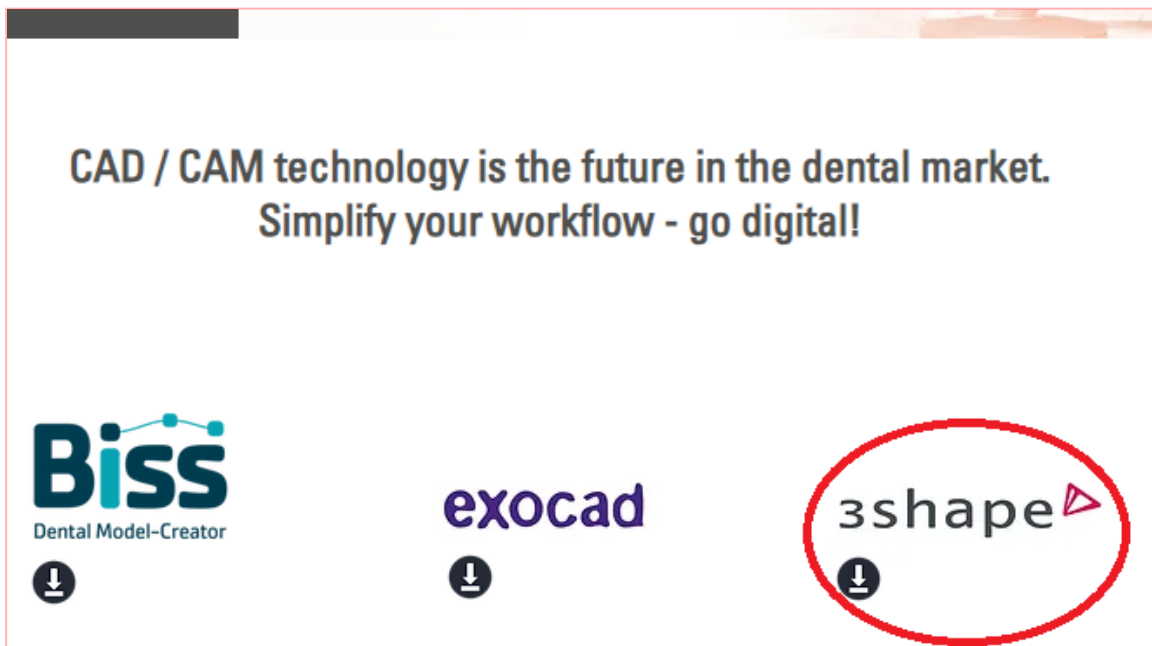 CAD / CAM technology is the future in the dental market.
Simplify your workflow - go digital!
Biss
Dental Model-Creator
exocad
3shape